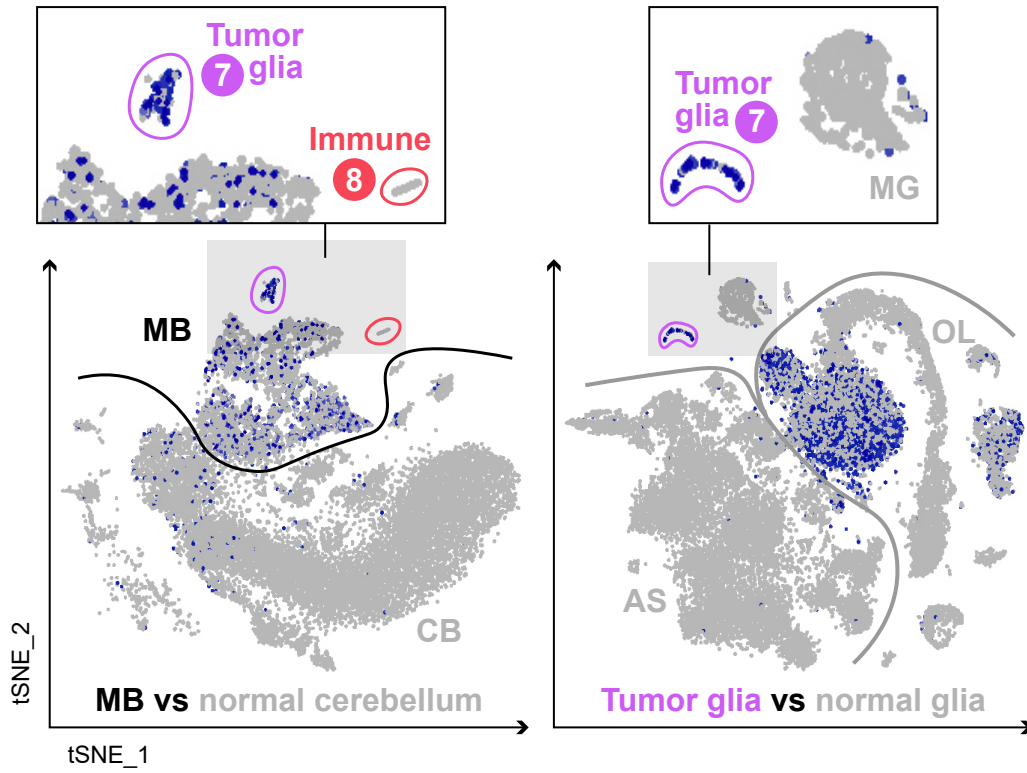 Tumor
7 glia
Immune
8
MB
CB
MB vs normal cerebellum
tSNE_2
tSNE_1
Tumor
glia 7
MG
OL
AS
Tumor glia vs normal glia